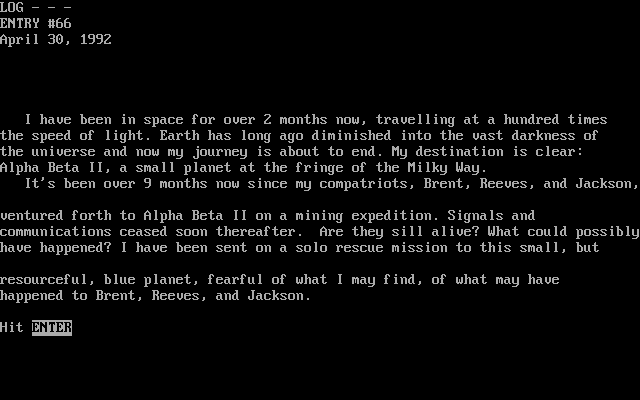 LOG - - -
ENTRY #66
April 30, 1992
I have been in space for over 2 months now, travelling at a hundred times
the speed of light. Earth has long ago diminished into the vast darkness of
the universe and now my journey is about to end. My destination is clear:
Alpha Beta II, a small planet at the fringe of the Milky Way.
It's been over 9 months now since my compatriots, Brent, Reeves, and Jackson,
ventured forth to Alpha Beta II on a mining expedition. Signals and
communications ceased soon thereafter.  Are they sill alive? What could possibly
have happened? I have been sent on a solo rescue mission to this small, but
resourceful, blue planet, fearful of what I may find, of what may have
happened to Brent, Reeves, and Jackson.
Hit ENTER